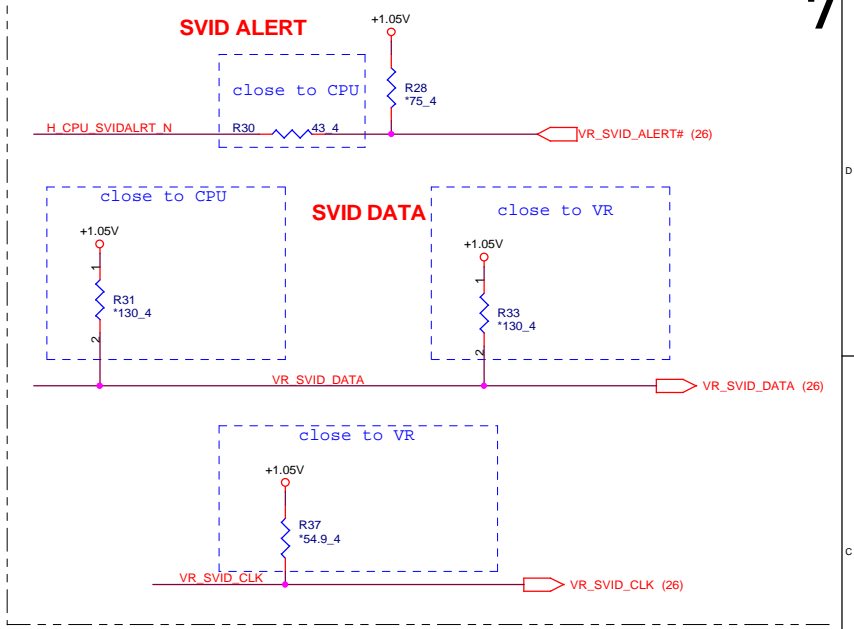 7
SVID ALERT
+1.05V
close to CPU
R28
*75_4
H_CPU_SVIDALRT_N
R30
43_4
VR_SVID_ALERT# (26)
D
close to CPU
SVID DATA
close to VR
+1.05V
+1.05V
1
1
R31
*130_4
R33
*130_4
2
2
VR_SVID_DATA
VR_SVID_DATA (26)
close to VR
+1.05V
R37
*54.9_4
C
VR_SVID_CLK
VR_SVID_CLK (26)